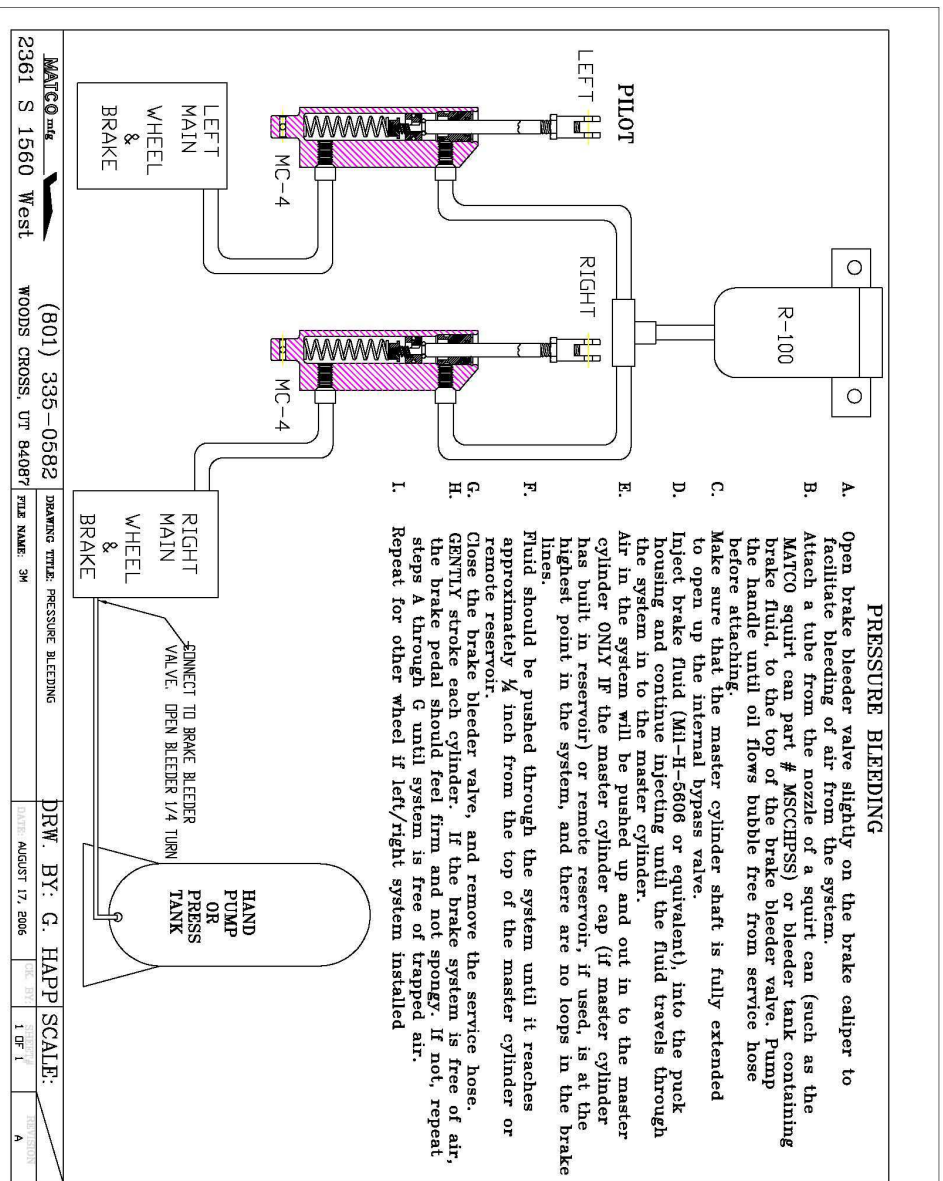 PRESSURE BLEEDING
A. Open brake bleeder valve slightly on the brake caliper to
facilitate bleeding of air from the system.
B. Attach a tube from the nozzle of a squirt can (such as the
MATCO squirt can part # MSCCHPSS) or bleeder tank containing
brake fluid, to the top of the brake bleeder valve. Pump
the handle until oil flows bubble free from service hose
before attaching.
C. Make sure that the master cylinder shaft is fully extended
to open up the internal bypass valve.
D. Inject brake fluid (Mil-H-5606 or equivalent), into the puck
housing and continue injecting until the fluid travels through
the system in to the master cylinder.
E. Air in the system will be pushed up and out in to the master
cylinder ONLY IF the master cylinder cap (if master cylinder
has built in reservoir) or remote reservoir, if used, is at the
highest point in the system, and there are no loops in the brake
lines.
F. Fluid should be pushed through the system until it reaches
approximately ¼ inch from the top of the master cylinder or
remote reservoir.
G. Close the brake bleeder valve, and remove the service hose.
H. GENTLY stroke each cylinder. If the brake system is free of air,
the brake pedal should feel firm and not spongy. If not, repeat
steps A through G until system is free of trapped air.
I. Repeat for other wheel if left/right system installed
R-100
PILOT
LEFT
RIGHT
MC-4
MC-4
LEFT
MAIN
WHEEL
&
BRAKE
RIGHT
MAIN
WHEEL
&
BRAKE
CONNECT TO BRAKE BLEEDER
VALVE. OPEN BLEEDER 1/4 TURN
HAND
PUMP
OR
PRESS
TANK
MATCO mfg
(801) 335-0582
2361 S 1560 West
WOODS CROSS, UT 84087
DRAWING TITLE: PRESSURE BLEEDING
FILE NAME: 3M
DRW. BY: G. HAPP
SCALE:
DATE: AUGUST 17, 2006
CK. BY:
SHEET#
1 OF 1
REVISION
A